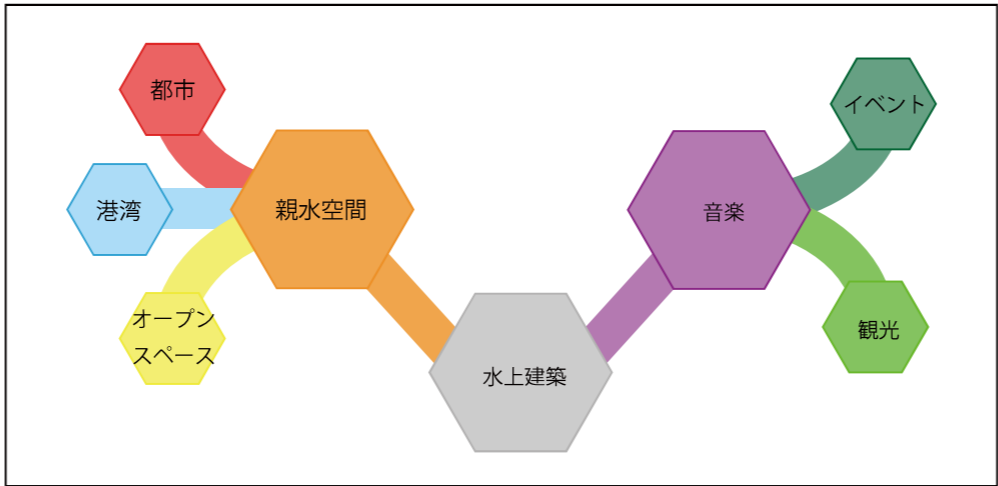 都市
港湾
オープン
スペース
親水空間
水上建築
音楽
イベント
観光